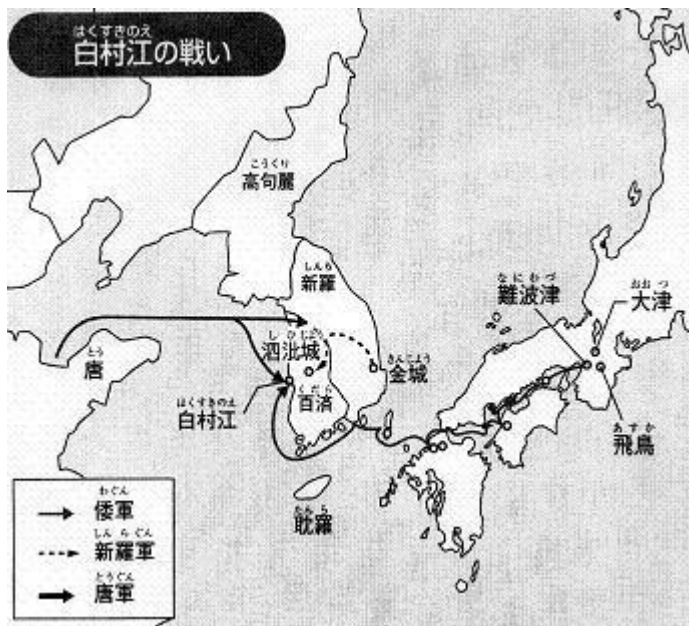 はくすきのえ
白村江の戦い
こうくり
高句麗
しんら
新羅
なにわづ
難波津
おおつ
大津
泗沘城
きんじょう
金城
とう
唐
はくすきのえ
白村江
くだら
百済
あすか
飛鳥
たんら
耽羅
わぐん
倭軍
しんらぐん
新羅軍
とうぐん
唐軍